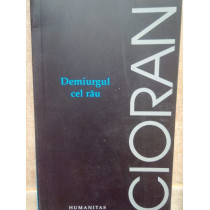 CIORAN
Demiurgul
cel rău
HUMANITAS